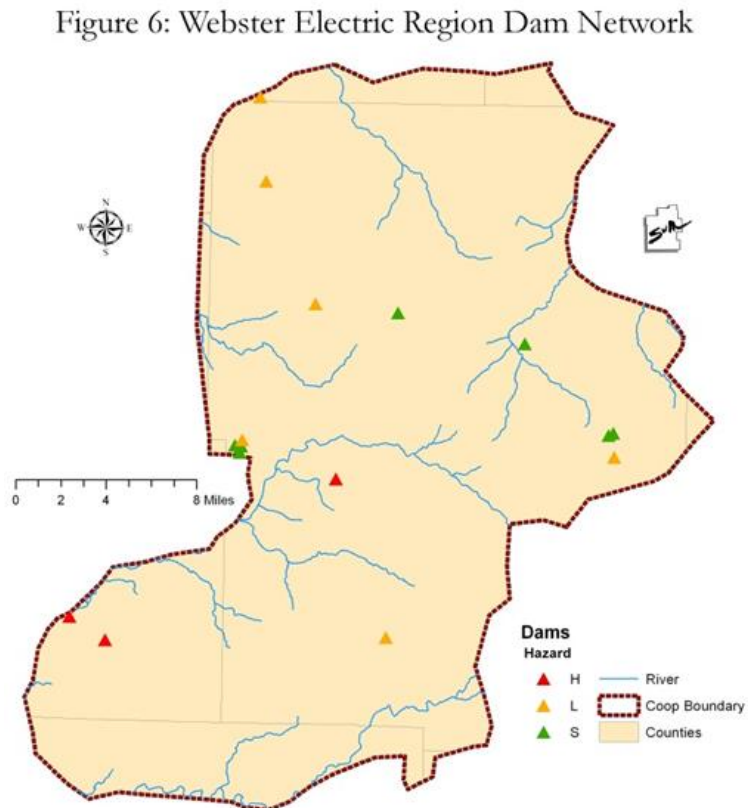 Figure 6: Webster Electric Region Dam Network
N
W E
S
0 2 4 8 Miles
Dams
Hazard
H River
L Coop Boundary
S Counties